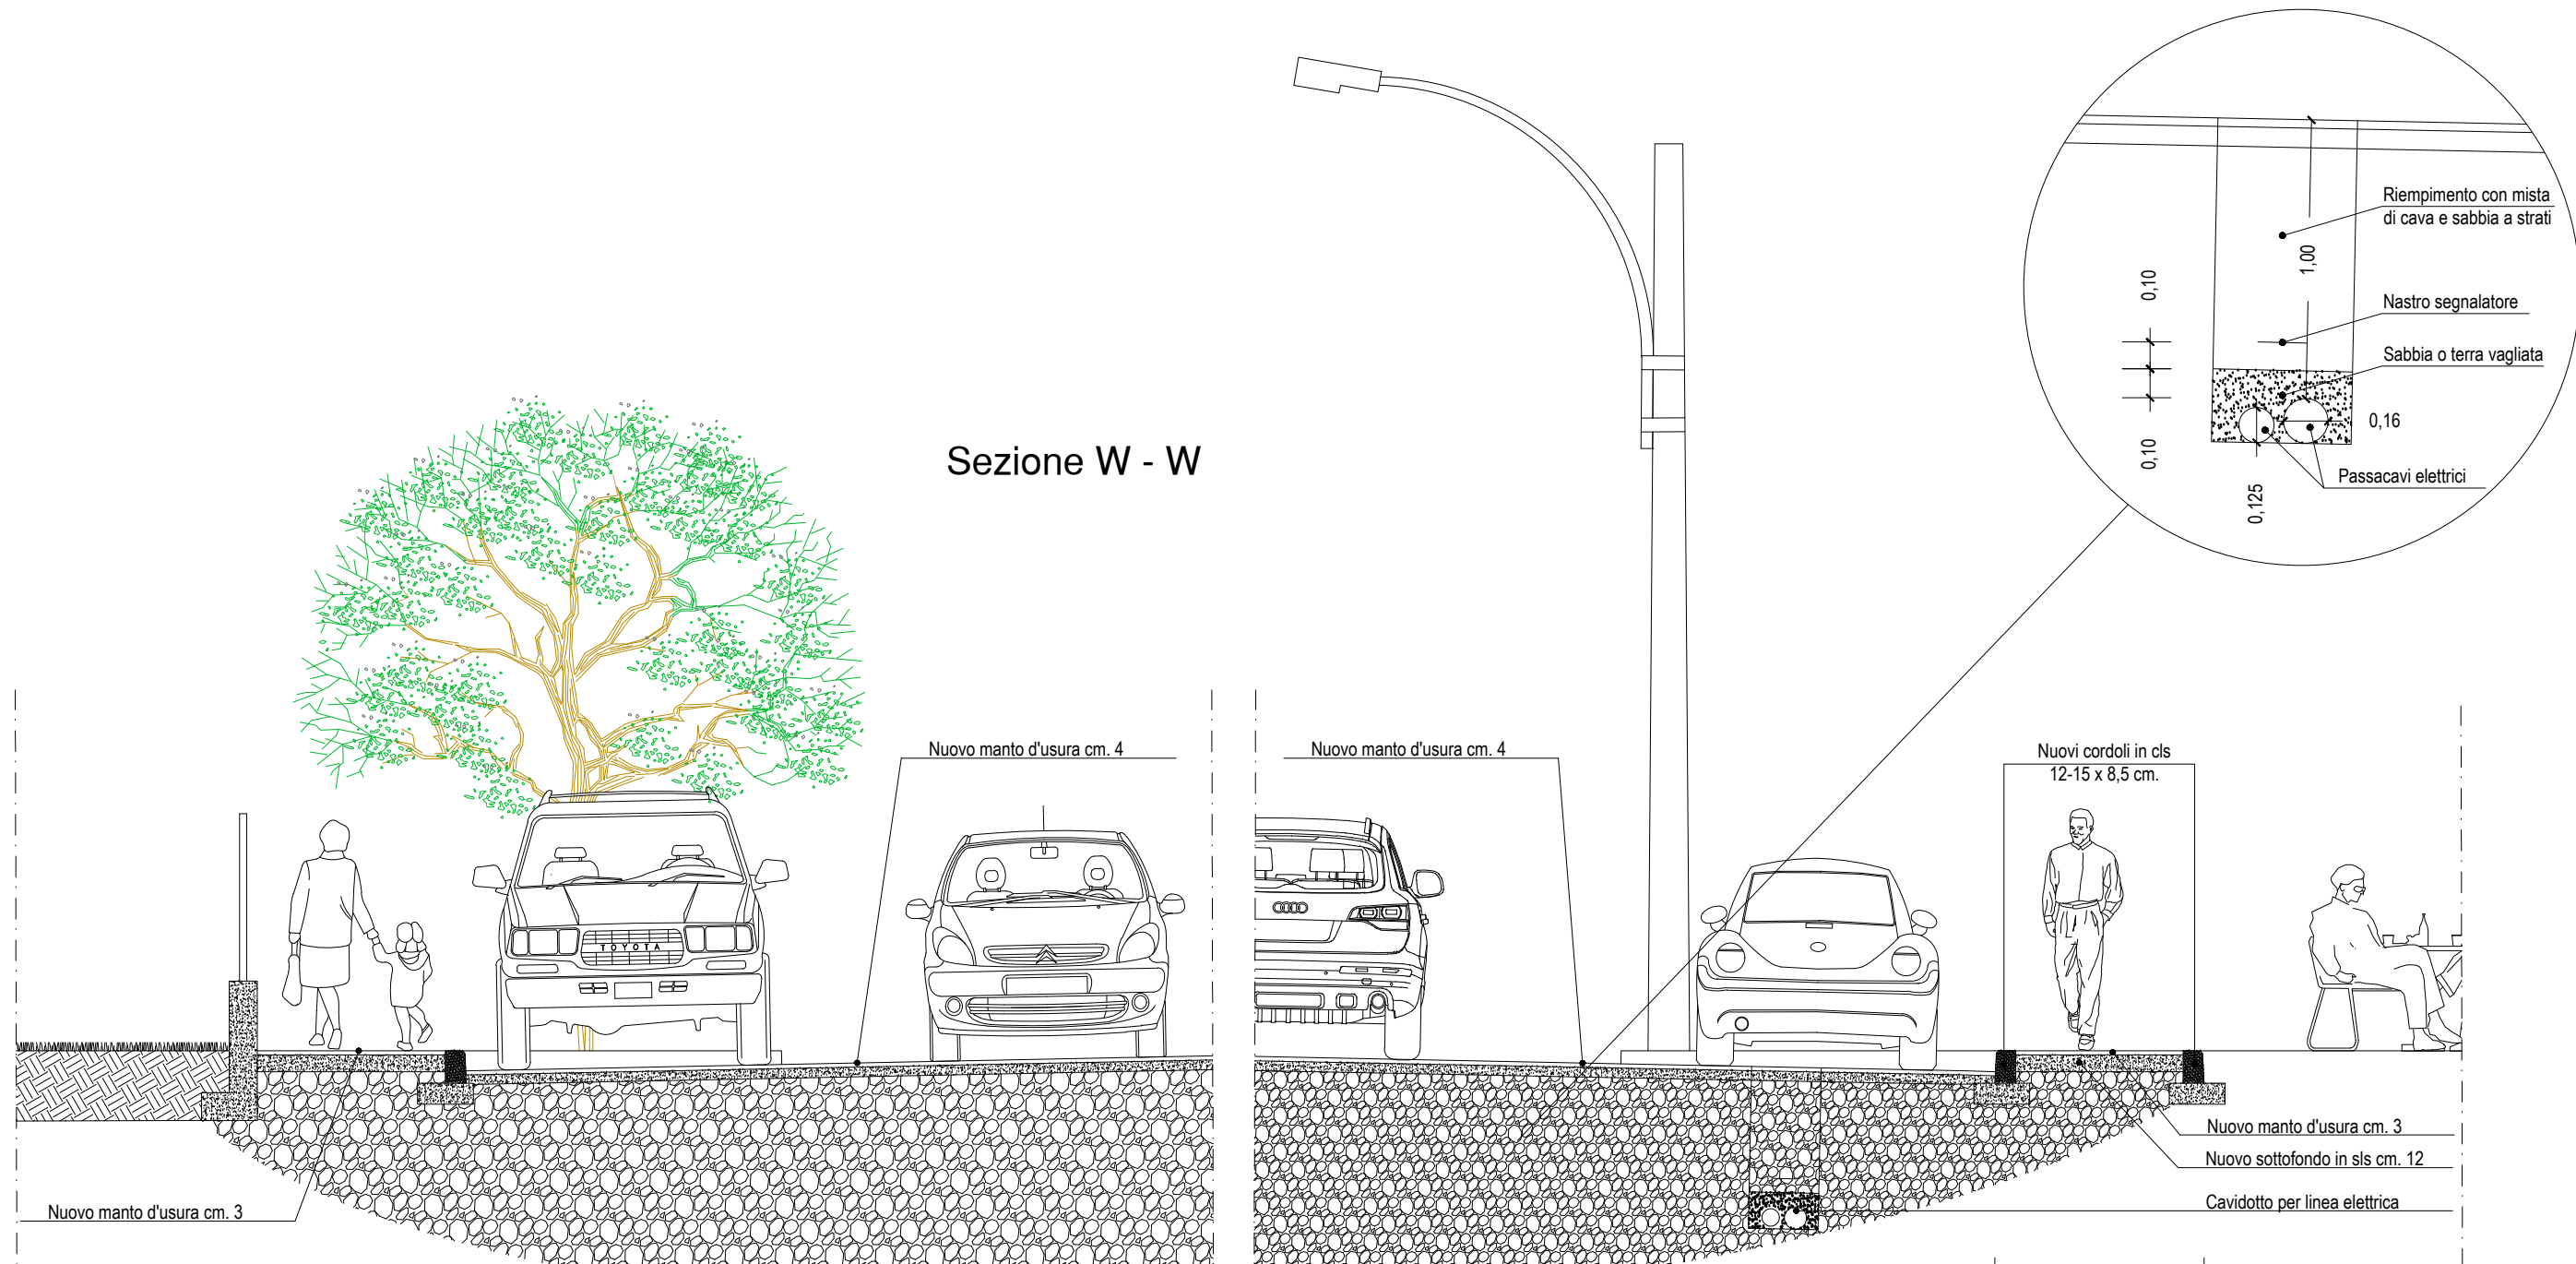 Riempimento con mista
di cava e sabbia a strati
1,00
0,10
Nastro segnalatore
Sabbia o terra vagliata
0,16
0,10
Passacavi elettrici
0,125
Sezione W - W
Nuovo manto d'usura cm. 4
Nuovo manto d'usura cm. 4
Nuovi cordoli in cls
12-15 x 8,5 cm.
TOYOTA
Nuovo manto d'usura cm. 3
Nuovo sottofondo in sls cm. 12
Cavidotto per linea elettrica
Nuovo manto d'usura cm. 3